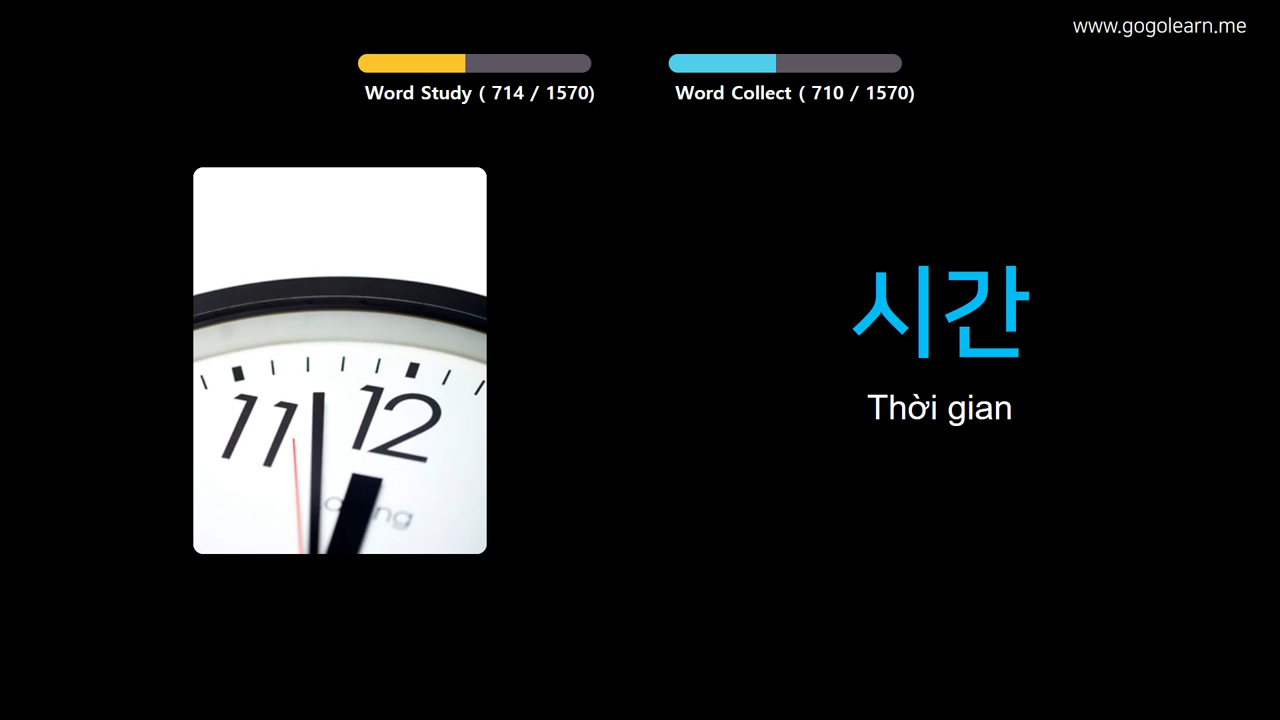 www.gogolearn.me
Word Study ( 714 / 1570)
Word Collect ( 710 / 1570)
시간
Thời gian
11
12